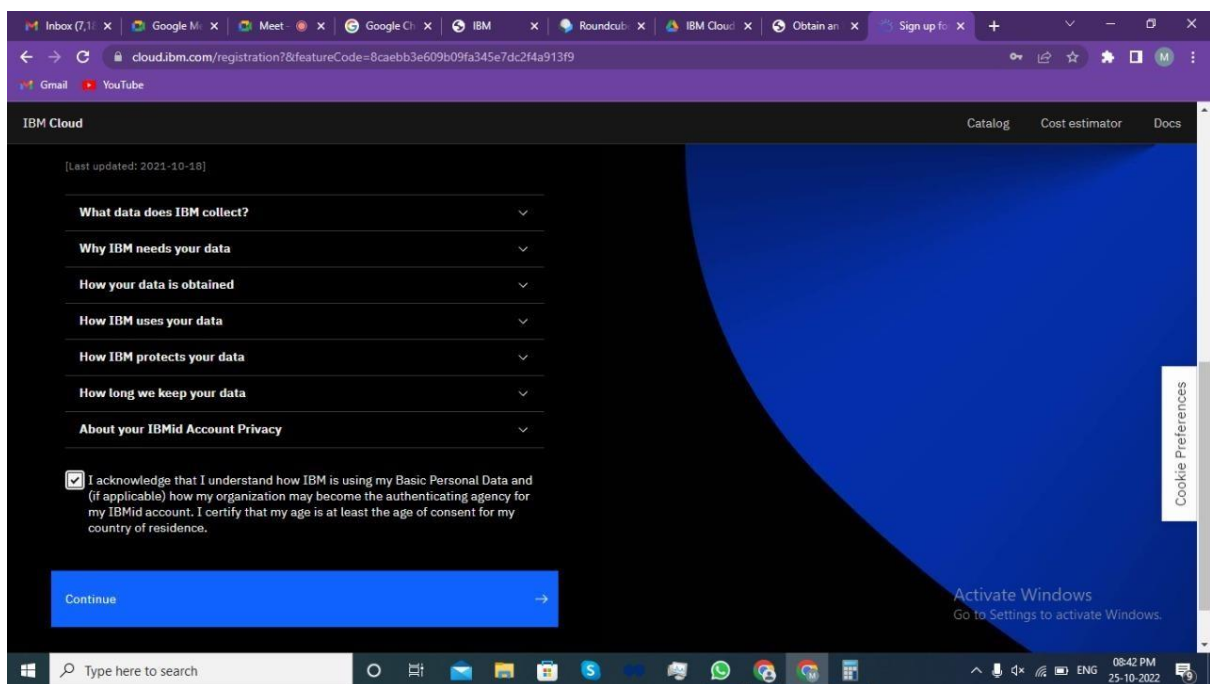 Inbox (7,1
Google Me
Meet -
Google Ch
IBM
Roundcub
IBM Cloud
Obtain an
Sign up fo
cloud.ibm.com/registration?&featureCode=8caebb3e609b09fa345e7dc2f4a913f9
M
Gmail
YouTube
IBM Cloud
Catalog
Cost estimator
Docs
[Last updated: 2021-10-18]
What data does IBM collect?
Why IBM needs your data
How your data is obtained
How IBM uses your data
How IBM protects your data
How long we keep your data
About your IBMid Account Privacy
I acknowledge that I understand how IBM is using my Basic Personal Data and
(if applicable) how my organization may become the authenticating agency for
my IBMid account. I certify that my age is at least the age of consent for my
country of residence.
Continue
Cookie Preferences
Activate Windows
Go to Settings to activate Windows.
Type here to search
ENG
08:42 PM
25-10-2022
9